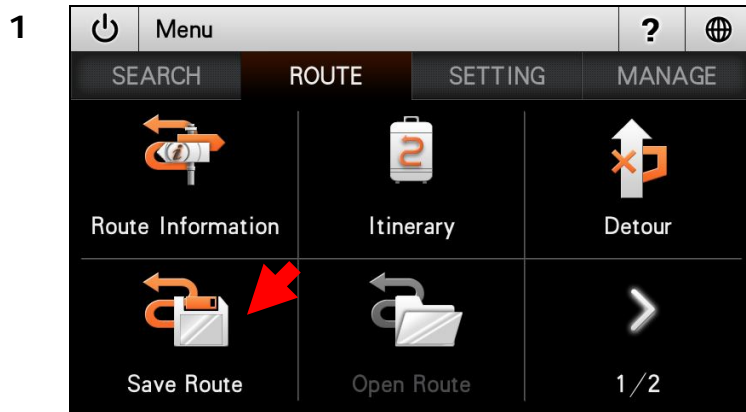 1
Menu ?
SEARCH ROUTE SETTING MANAGE
i
Route Information Itinerary Detour
Save Route Open Route 1/2